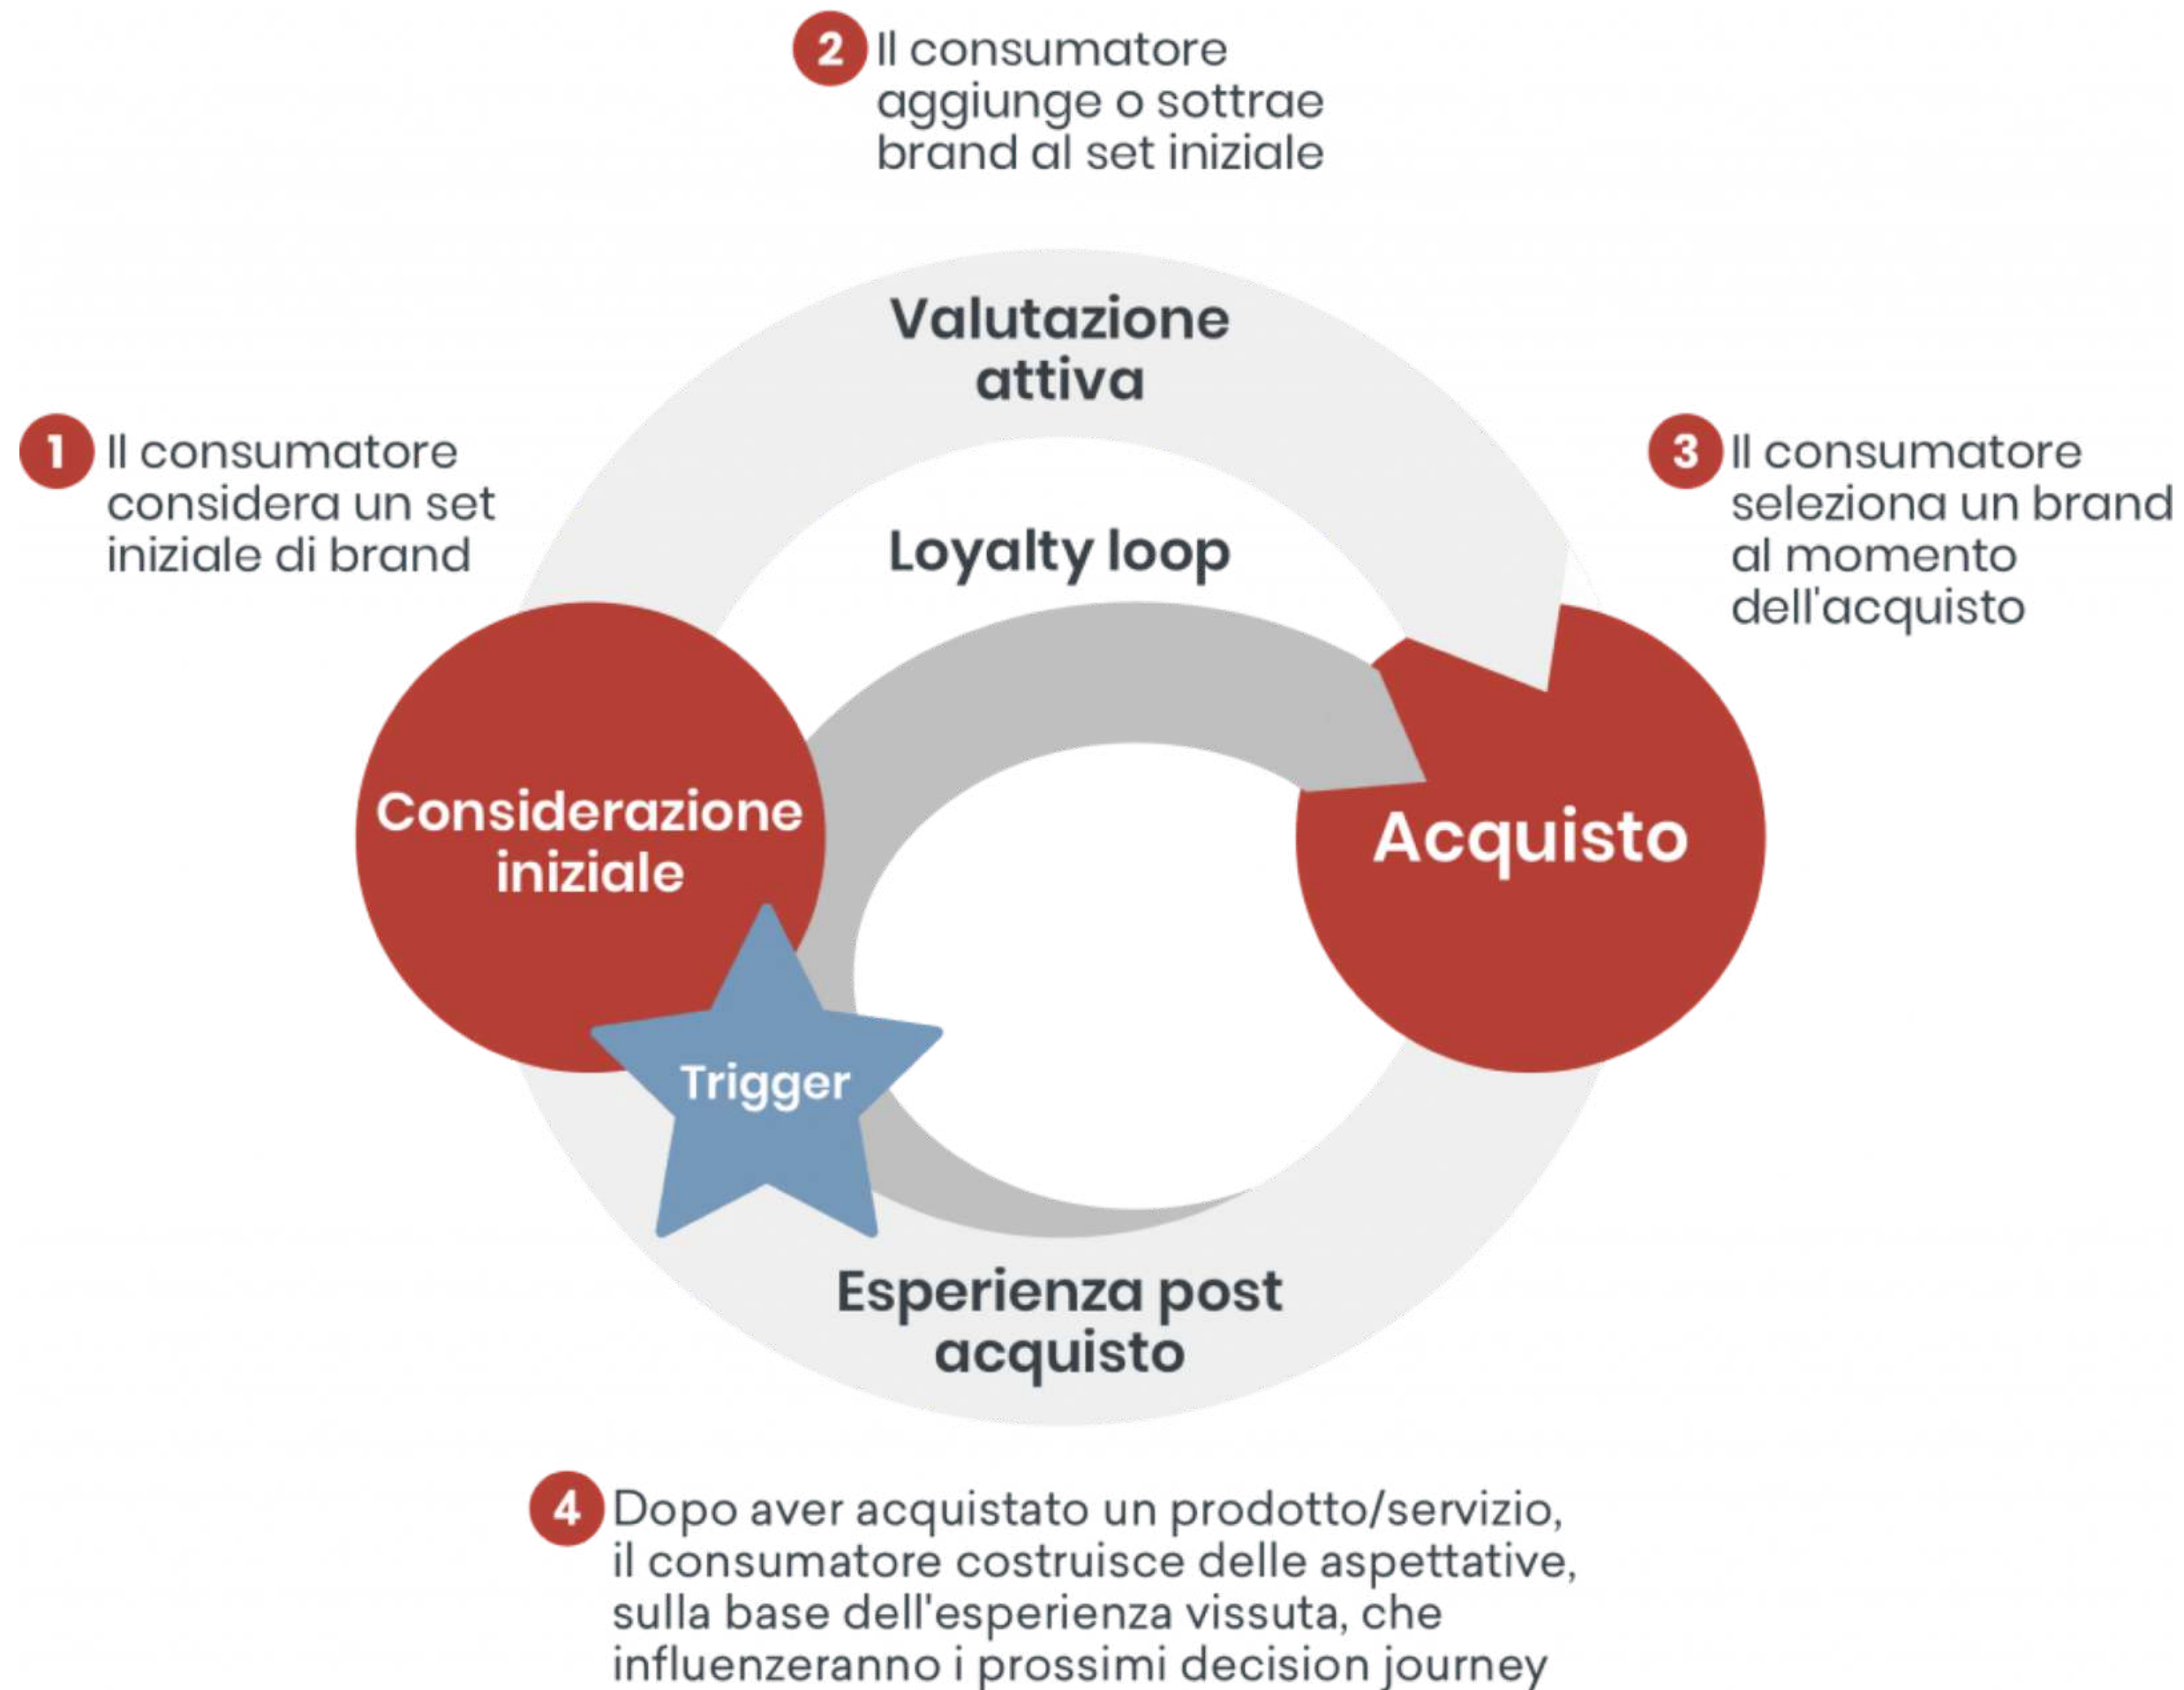 2 Il consumatore
aggiunge o sottrae
brand al set iniziale
Valutazione
attiva
1 Il consumatore
considera un set
iniziale di brand
3 Il consumatore
seleziona un brand
al momento
dell'acquisto
Loyalty loop
Considerazione
iniziale
Acquisto
Trigger
Esperienza post
acquisto
4 Dopo aver acquistato un prodotto/servizio,
il consumatore costruisce delle aspettative,
sulla base dell'esperienza vissuta, che
influenzeranno i prossimi decision journey